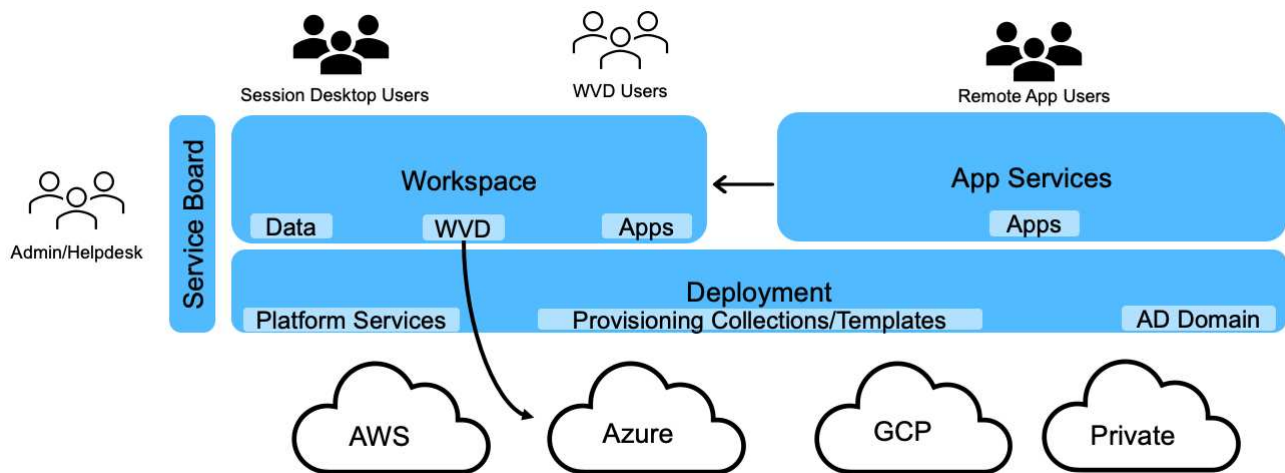 Session Desktop Users
WVD Users
Remote App Users
Admin/Helpdesk
Service Board
Workspace
Data
WVD
Apps
App Services
Apps
Deployment
Platform Services
Provisioning Collections/Templates
AD Domain
AWS
Azure
GCP
Private